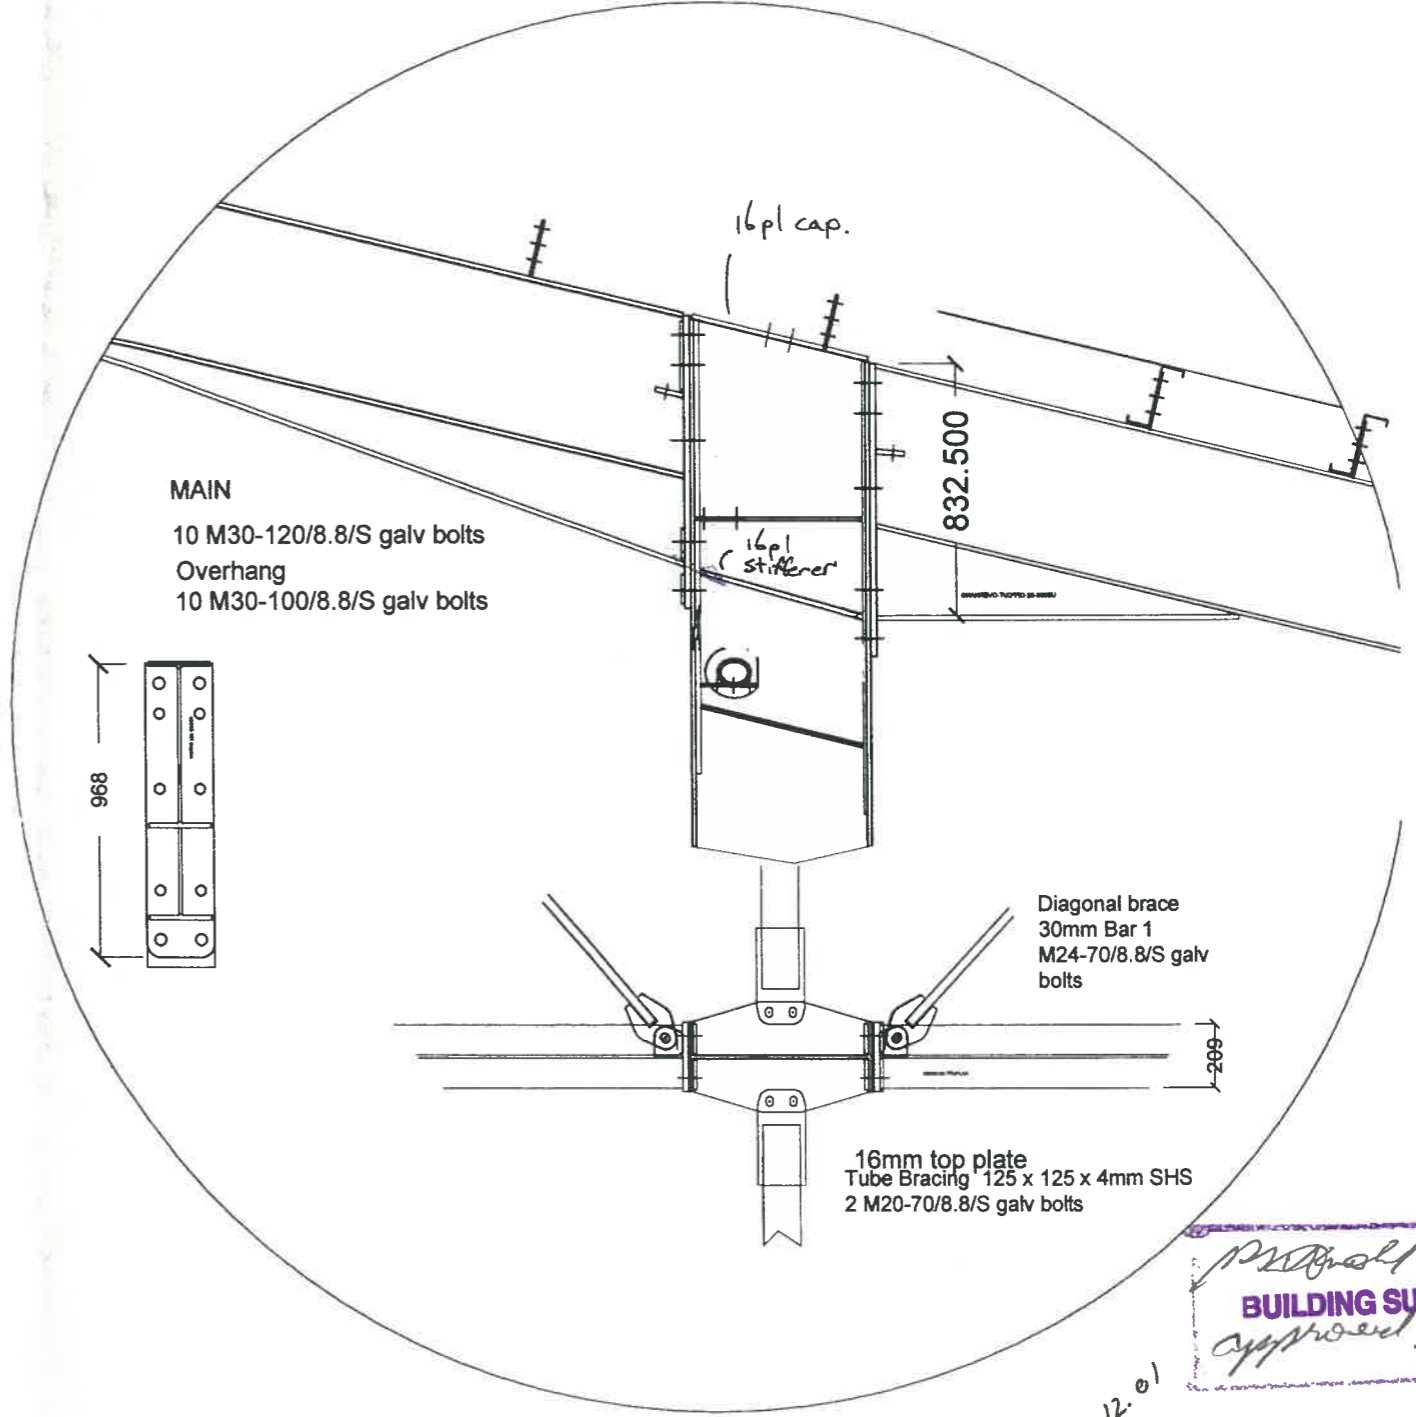 16pl cap.
832.500
MAIN
10 M30-120/8.8/S galv bolts
Overhang
10 M30-100/8.8/S galv bolts
16pl
stiffener
968
Diagonal brace
30mm Bar 1
M24-70/8.8/S galv
bolts
209
16mm top plate
Tube Bracing 125 x 125 x 4mm SHS
2 M20-70/8.8/S galv bolts
BUILDING SU
approved
12.01